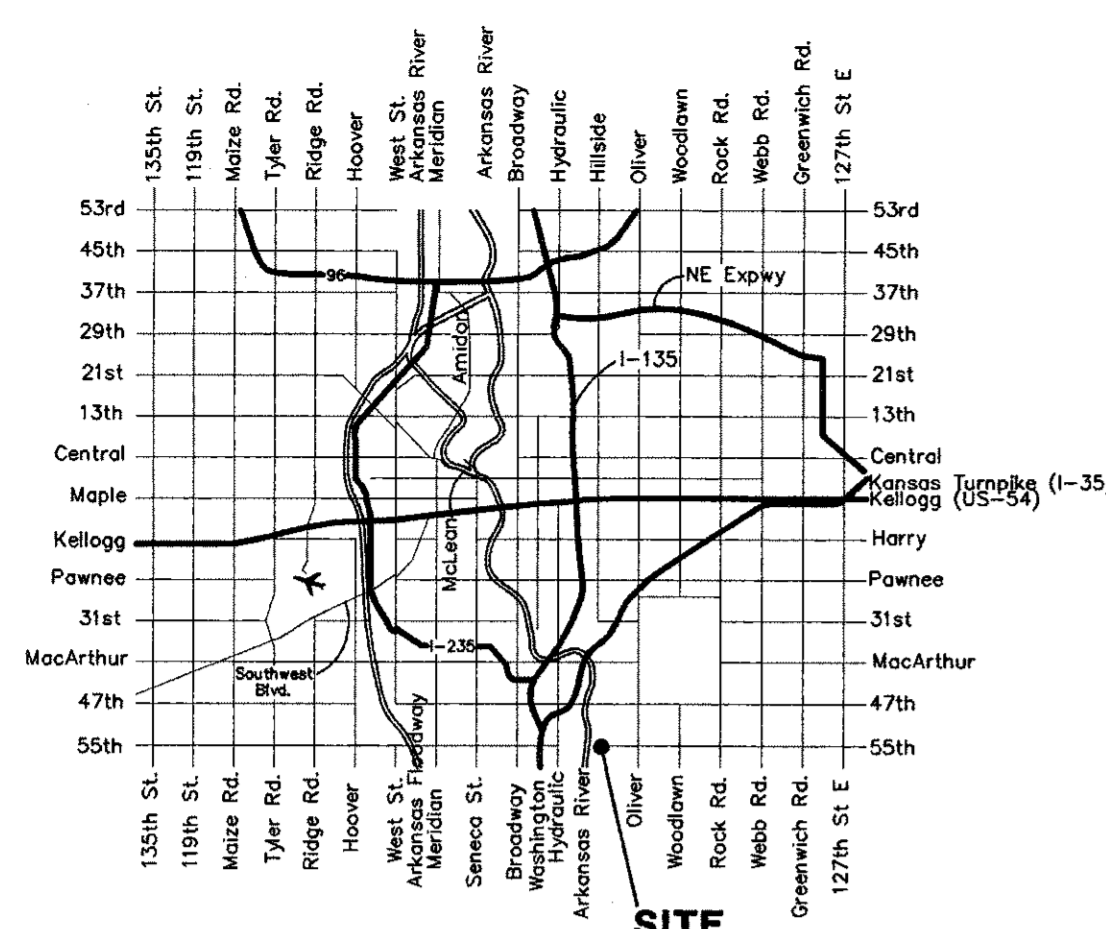 135th St.
119th St.
Maize Rd.
Tyler Rd.
Ridge Rd.
Hoover
West St.
Arkansas River
Meridian
Arkansas River
Broadway
Hydraulic
Hillside
Oliver
Woodlawn
Rock Rd.
Webb Rd.
Greenwich Rd.
127th St E
53rd
53rd
45th
45th
96
37th
37th
NE Expwy
29th
29th
Amidon
I-135
21st
21st
13th
13th
Central
Central
Kansas Turnpike (I-35
Maple
Kellogg (US-54)
Kellogg
Harry
McLean
Pawnee
Pawnee
31st
31st
I-235
MacArthur
MacArthur
Southwest
Blvd.
47th
47th
55th
55th
135th St.
119th St.
Maize Rd.
Tyler Rd.
Ridge Rd.
Hoover
West St.
Arkansas Floodway
Meridian
Seneca St.
Broadway
Washington
Hydraulic
Arkansas River
Oliver
Woodlawn
Rock Rd.
Webb Rd.
Greenwich Rd.
127th St E
SITE